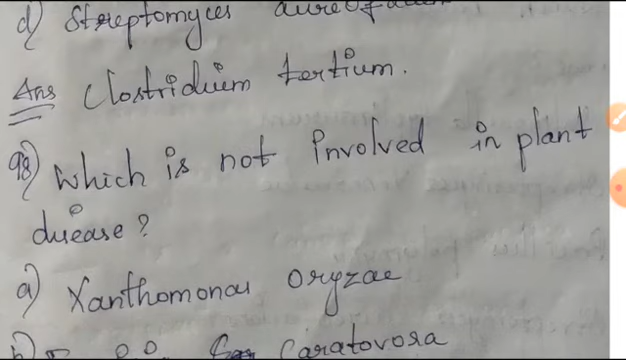 d) Streptomyces
Ans Clostridium tertium.
98) Which is not involved in plant
disease?
a) Xanthomonas oryzae
Caratovora